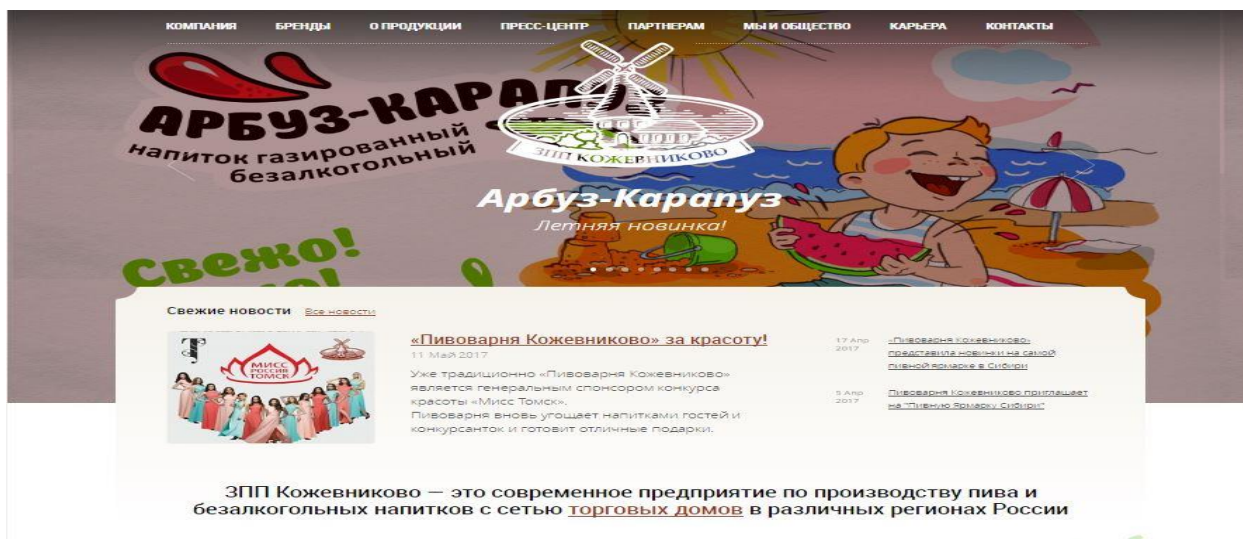 КОМПАНИЯ БРЕНДЫ О ПРОДУКЦИИ ПРЕСС-ЦЕНТР ПАРТНЕРАМ МЫ И ОБЩЕСТВО КАРЬЕРА КОНТАКТЫ
АРБУЗ-КАРАПУЗ
напиток газированный
безалкогольный
ЗПП КОЖЕВНИКОВО
Арбуз-Карапуз
Летняя новинка!
Свежо!
Свежие новости Все новости
МИСС
РОССИЯ
ТОМСК
«Пивоварня Кожевниково» за красоту!
11 Май 2017
Уже традиционно «Пивоварня Кожевниково»
является генеральным спонсором конкурса
красоты «Мисс Томск».
Пивоварня вновь угощает напитками гостей и
конкурсанток и готовит отличные подарки.
17 Апр
2017
«Пивоварня Кожевниково»
представила новинки на самой
пивной ярмарке в Сибири
5 Апр
2017
Пивоварня Кожевниково приглашает
на "Пивную Ярмарку Сибири"
ЗПП Кожевниково — это современное предприятие по производству пива и
безалкогольных напитков с сетью торговых домов в различных регионах России